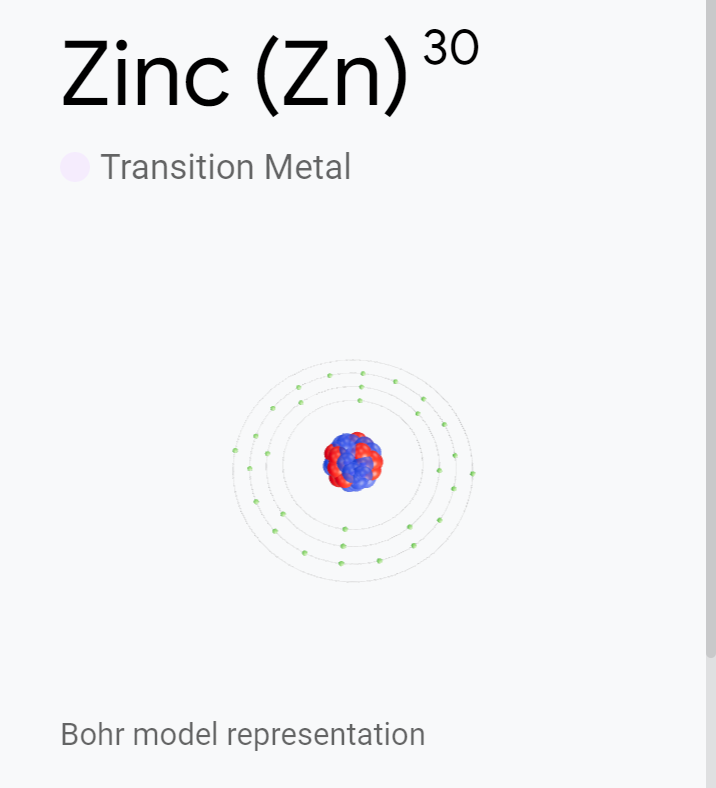 Zinc (Zn) 30
Transition Metal
Bohr model representation